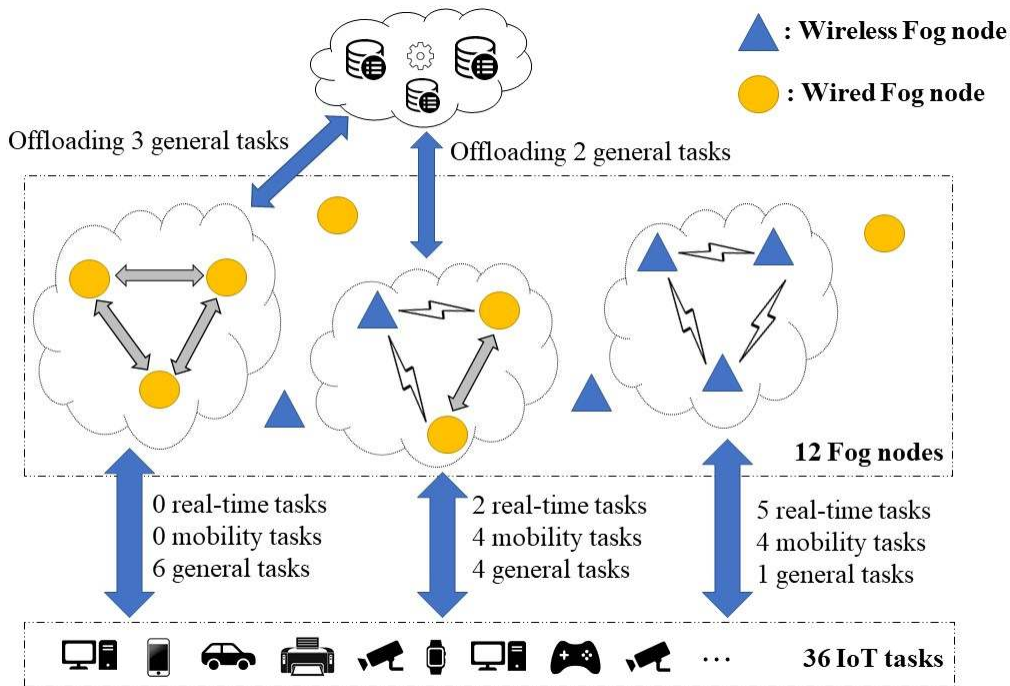 : Wireless Fog node
: Wired Fog node
Offloading 3 general tasks
Offloading 2 general tasks
12 Fog nodes
0 real-time tasks
0 mobility tasks
6 general tasks
2 real-time tasks
4 mobility tasks
4 general tasks
5 real-time tasks
4 mobility tasks
1 general tasks
36 IoT tasks
...